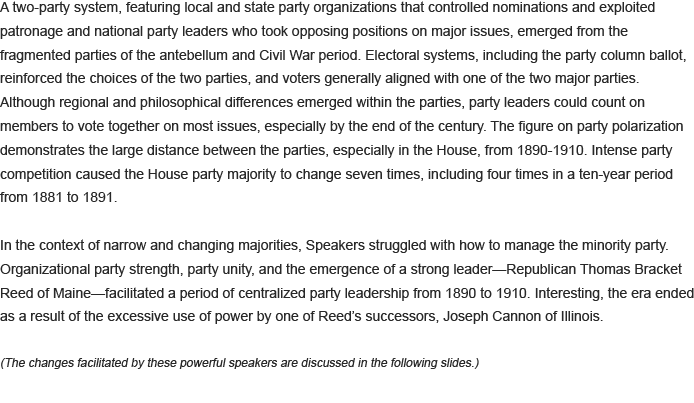 A two-party system, featuring local and state party organizations that controlled nominations and exploited
patronage and national party leaders who took opposing positions on major issues, emerged from the
fragmented parties of the antebellum and Civil War period. Electoral systems, including the party column ballot,
reinforced the choices of the two parties, and voters generally aligned with one of the two major parties.
Although regional and philosophical differences emerged within the parties, party leaders could count on
members to vote together on most issues, especially by the end of the century. The figure on party polarization
demonstrates the large distance between the parties, especially in the House, from 1890-1910. Intense party
competition caused the House party majority to change seven times, including four times in a ten-year period
from 1881 to 1891.

In the context of narrow and changing majorities, Speakers struggled with how to manage the minority party.
Organizational party strength, party unity, and the emergence of a strong leader—Republican Thomas Bracket
Reed of Maine—facilitated a period of centralized party leadership from 1890 to 1910. Interesting, the era ended
as a result of the excessive use of power by one of Reed's successors, Joseph Cannon of Illinois.

(The changes facilitated by these powerful speakers are discussed in the following slides.)